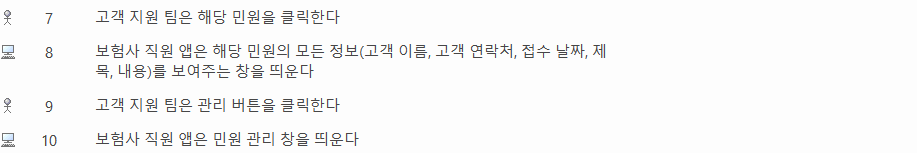 7 고객 지원 팀은 해당 민원을 클릭한다
8 보험사 직원 앱은 해당 민원의 모든 정보(고객 이름, 고객 연락처, 접수 날짜, 제
목, 내용)를 보여주는 창을 띄운다
9 고객 지원 팀은 관리 버튼을 클릭한다
10 보험사 직원 앱은 민원 관리 창을 띄운다